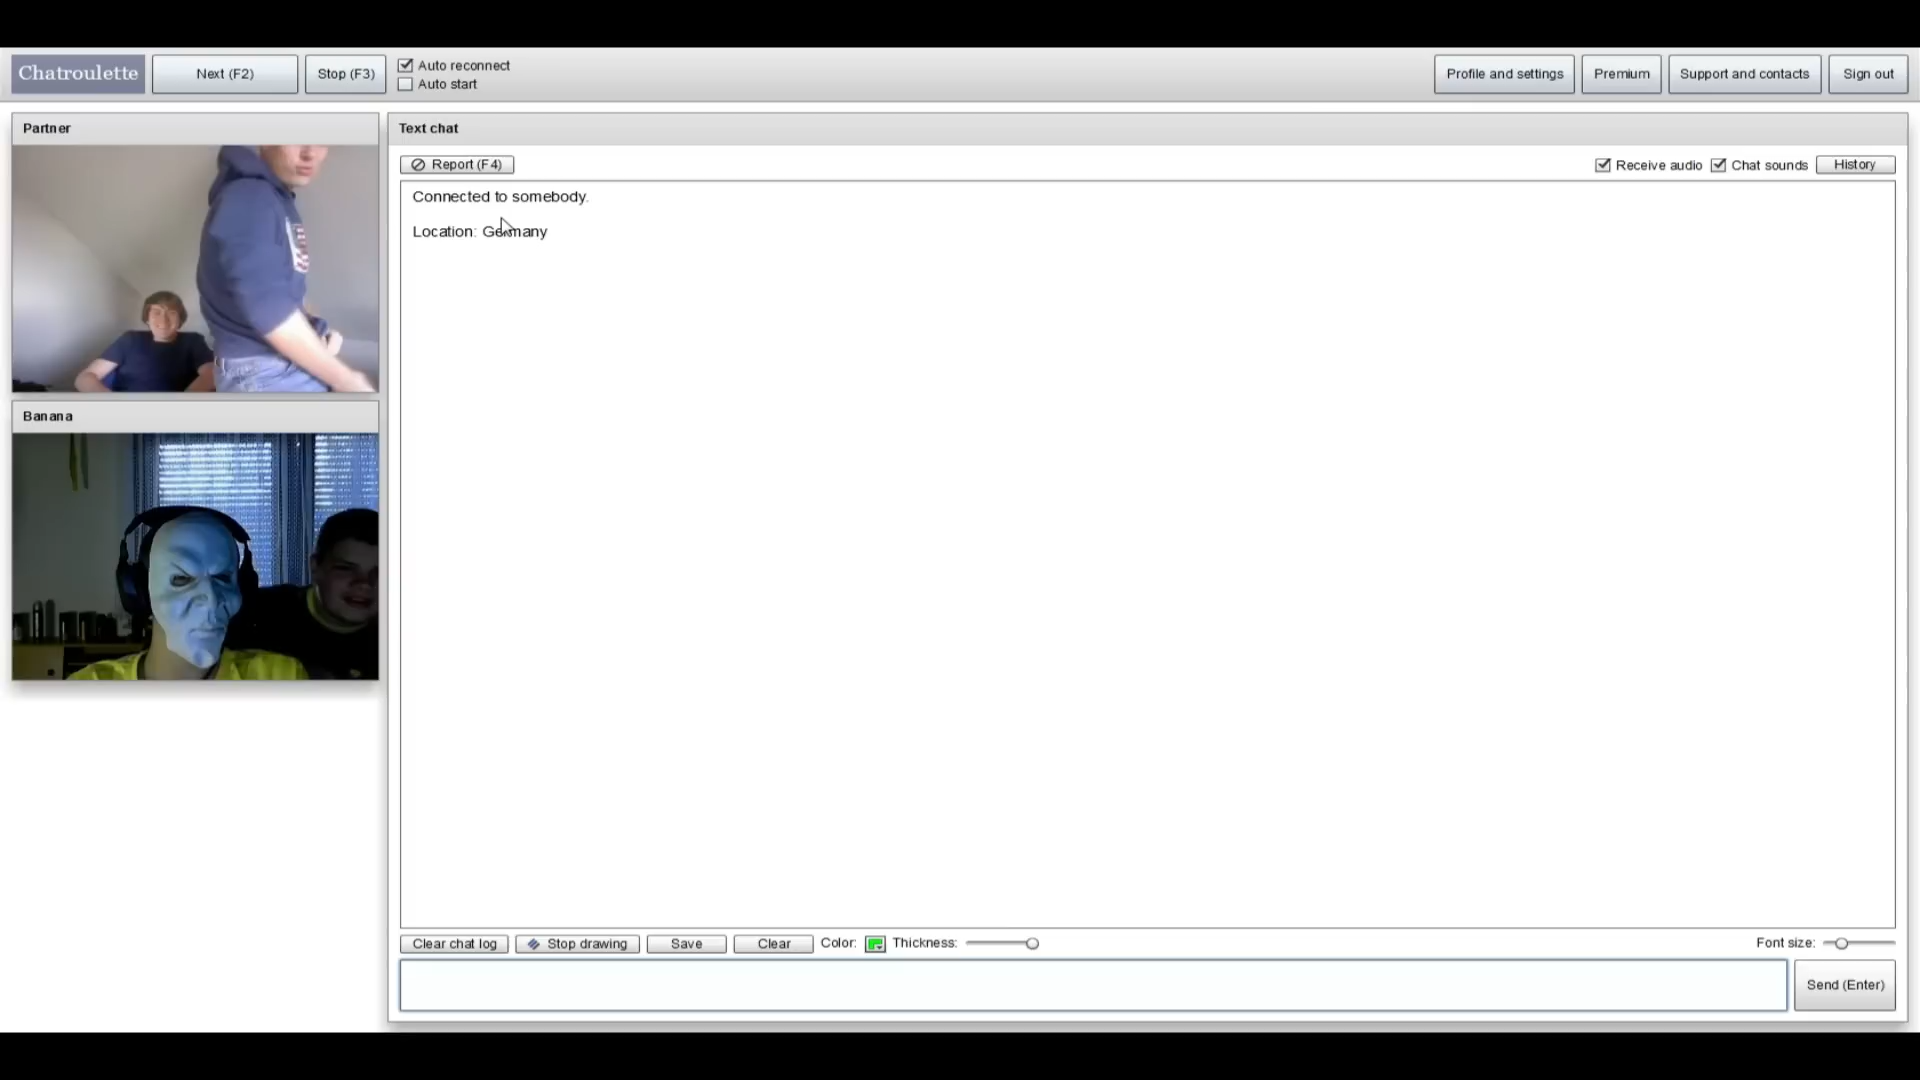 Chatroulette
Next (F2)
Stop (F3)
Auto reconnect
Auto start
Profile and settings
Premium
Support and contacts
Sign out
Partner
Banana
Text chat
Report (F4)
Receive audio
Chat sounds
History
Connected to somebody.
Location: Germany
Clear chat log
Stop drawing
Save
Clear
Color:
Thickness:
Font size:
Send (Enter)